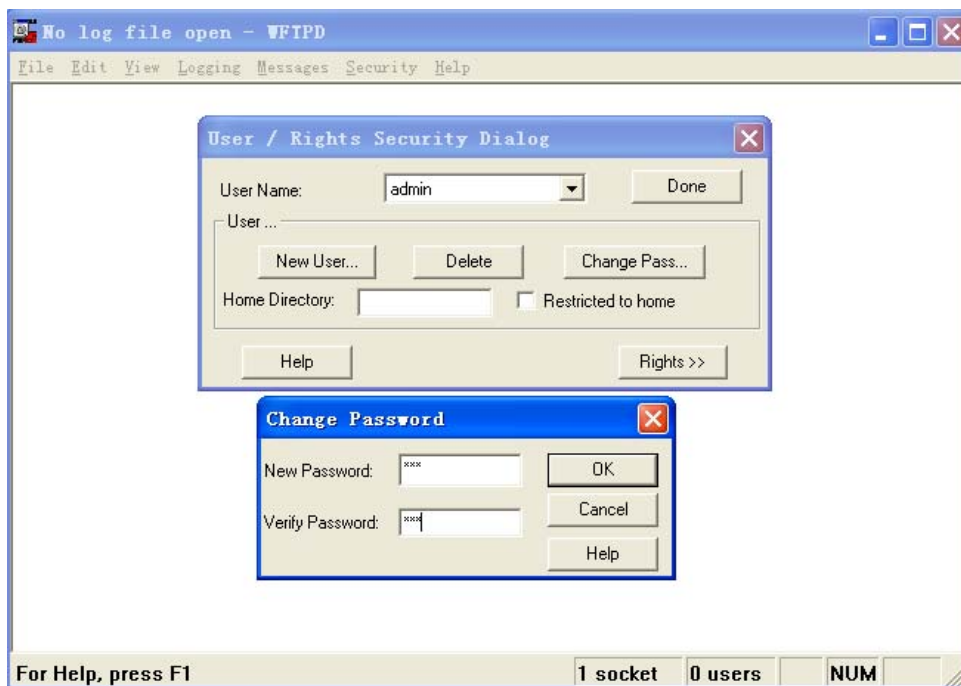 No log file open - WFTPD
File Edit View Logging Messages Security Help
User / Rights Security Dialog
User Name: admin Done
User ...
New User... Delete Change Pass...
Home Directory: Restricted to home
Help Rights >>
Change Password
New Password: *** OK
Cancel
Verify Password: ***
Help
For Help, press F1 1 socket 0 users NUM